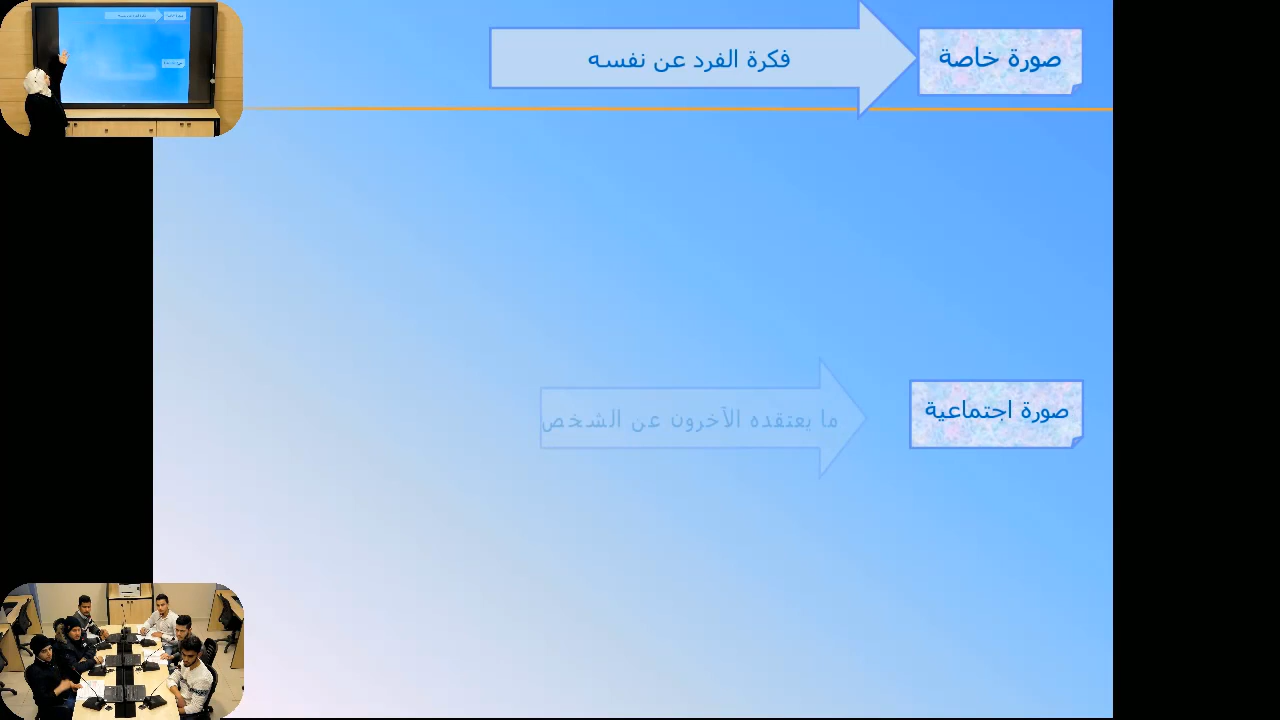 صورة خاصة
فكرة الفرد عن نفسه
صورة اجتماعية
ما يعتقده الآخرون عن الشخص